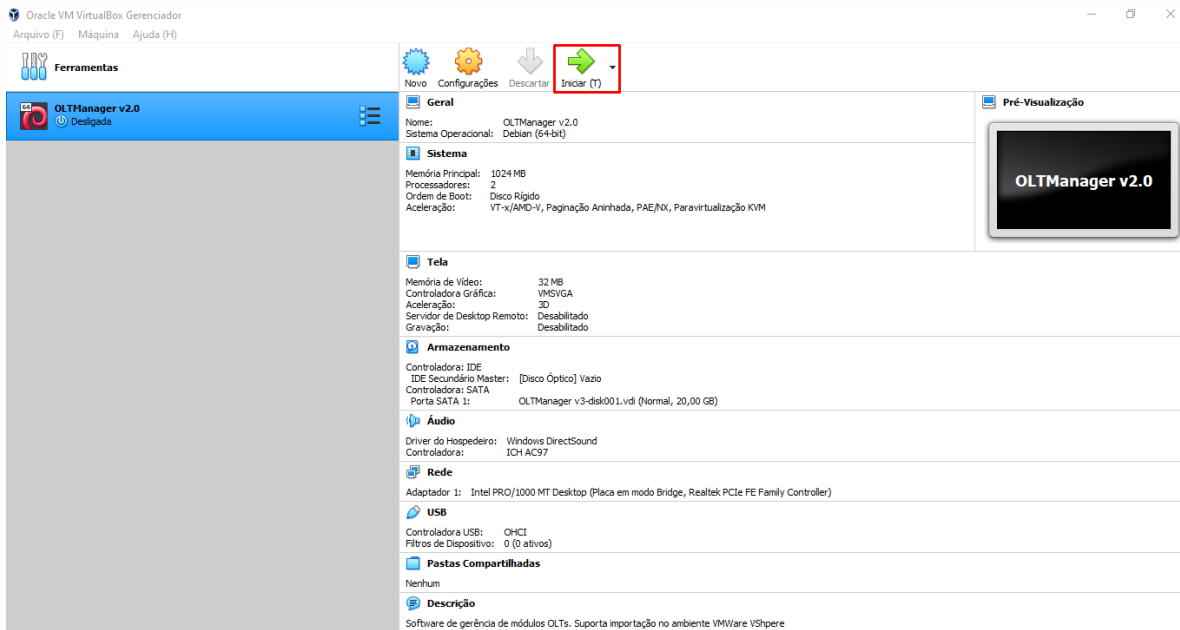 Oracle VM VirtualBox Gerenciador
Arquivo (F) Máquina Ajuda (H)
Ferramentas
Novo Configurações Descartar Iniciar (T)
64
OLTManager v2.0
Desligada
Geral
Nome: OLTManager v2.0
Sistema Operacional: Debian (64-bit)
Pré-Visualização
OLTManager v2.0
Sistema
Memória Principal: 1024 MB
Processadores: 2
Ordem de Boot: Disco Rígido
Aceleração: VT-x/AMD-V, Paginação Aninhada, PAE/NX, Paravirtualização KVM
Tela
Memória de Vídeo: 32 MB
Controladora Gráfica: VMSVGA
Aceleração: 3D
Servidor de Desktop Remoto: Desabilitado
Gravação: Desabilitado
Armazenamento
Controladora: IDE
IDE Secundário Master: [Disco Óptico] Vazio
Controladora: SATA
Porta SATA 1: OLTManager v3-disk001.vdi (Normal, 20,00 GB)
Áudio
Driver do Hospedeiro: Windows DirectSound
Controladora: ICH AC97
Rede
Adaptador 1: Intel PRO/1000 MT Desktop (Placa em modo Bridge, Realtek PCIe FE Family Controller)
USB
Controladora USB: OHCI
Filtros de Dispositivo: 0 (0 ativos)
Pastas Compartilhadas
Nenhum
Descrição
Software de gerência de módulos OLTs. Suporta importação no ambiente VMWare VShpere